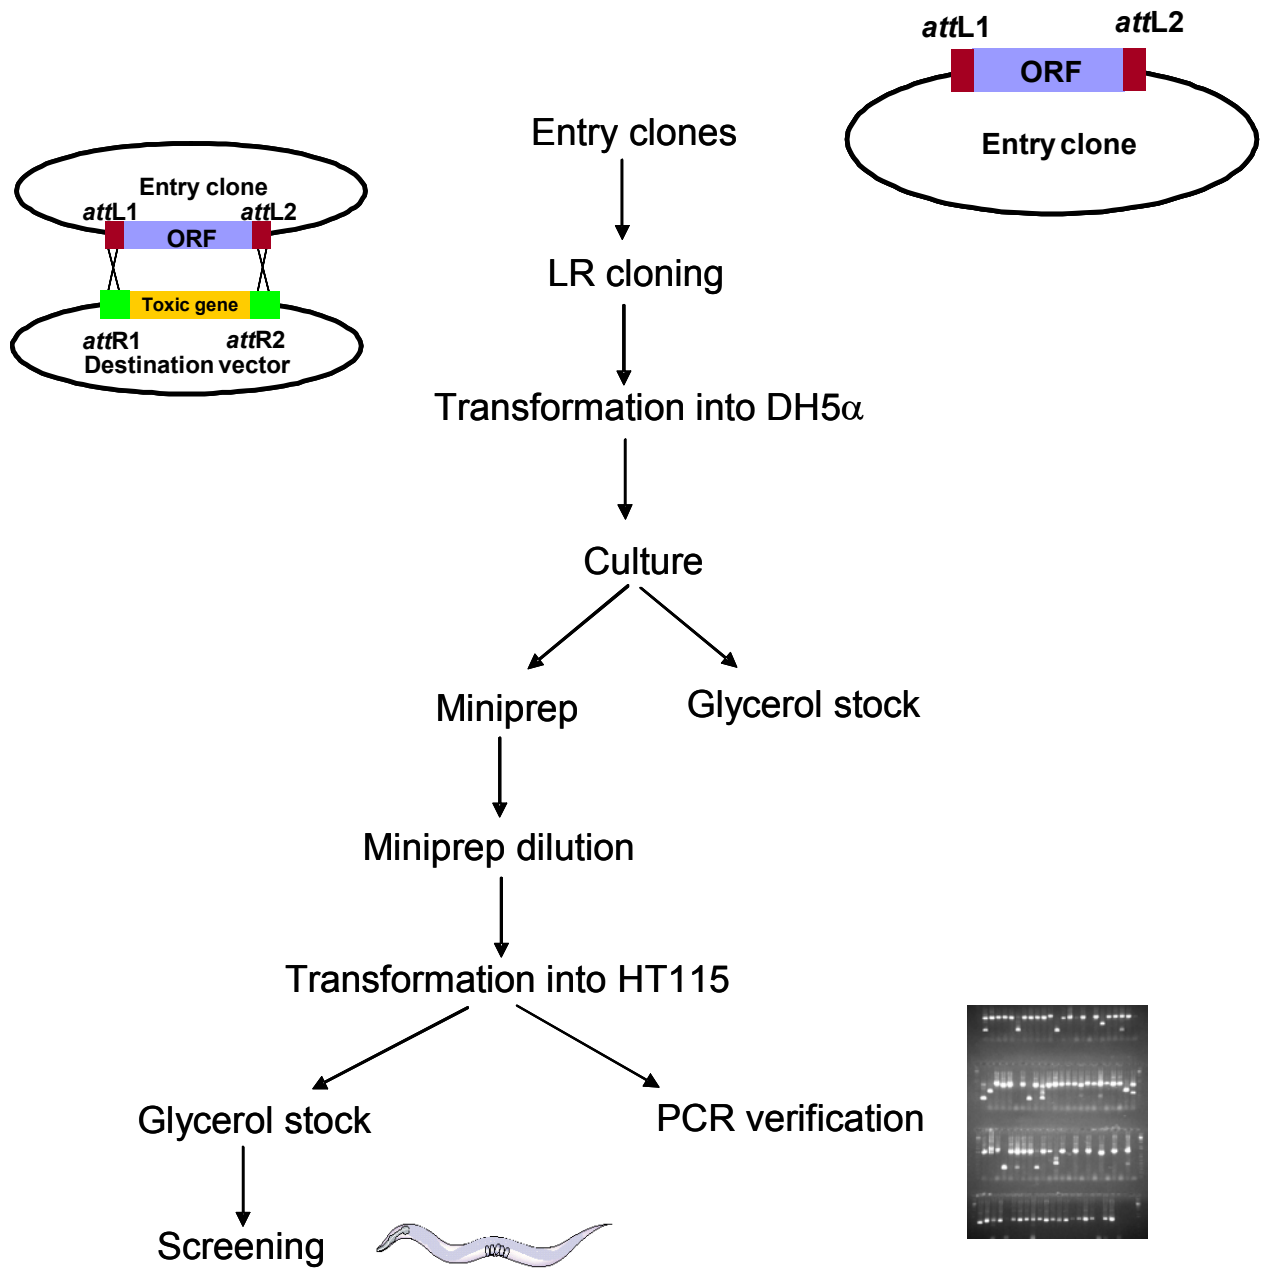 attL1 attL2
ORF
Entry clone
Entry clones
Entry clone
attL1 attL2
ORF
Toxic gene
attR1 attR2
Destination vector
LR cloning
Transformation into DH5α
Culture
Miniprep
Glycerol stock
Miniprep dilution
Transformation into HT115
Glycerol stock
PCR verification
Screening